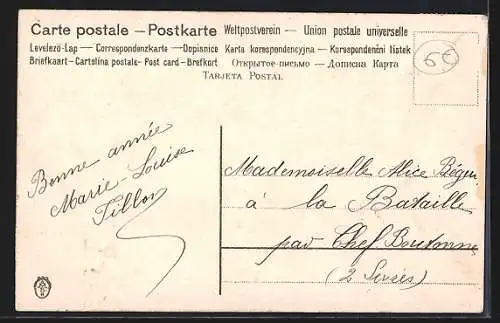 Carte postale — Postkarte Weltpostverein — Union postale universelle
Levelező-Lap — Correspondenzkarte — Dopisnice Karta korespondencyjna — Korespondenční lístek
Briefkaart — Cartolina postale - Post card — Brefkort Открытое письмо — Дописна Карта
TARJETA POSTAL
60
Bonne année
Marie-Louise
Tillon
Mademoiselle Alice
à la Bataille
par Chef Boutonne
(2 Sèvres)